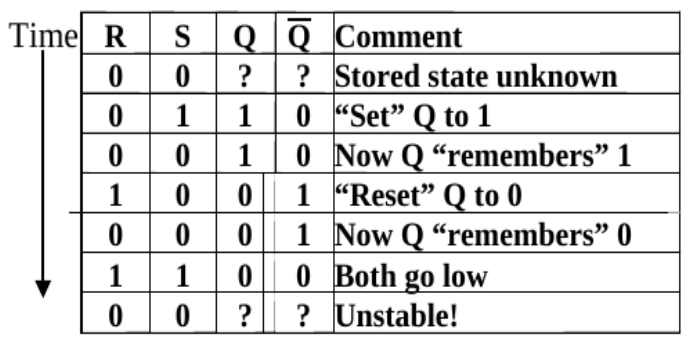 Time R S Q Q̅ Comment
0 0 ? ? Stored state unknown
0 1 1 0 “Set” Q to 1
0 0 1 0 Now Q “remembers” 1
1 0 0 1 “Reset” Q to 0
0 0 0 1 Now Q “remembers” 0
1 1 0 0 Both go low
0 0 ? ? Unstable!